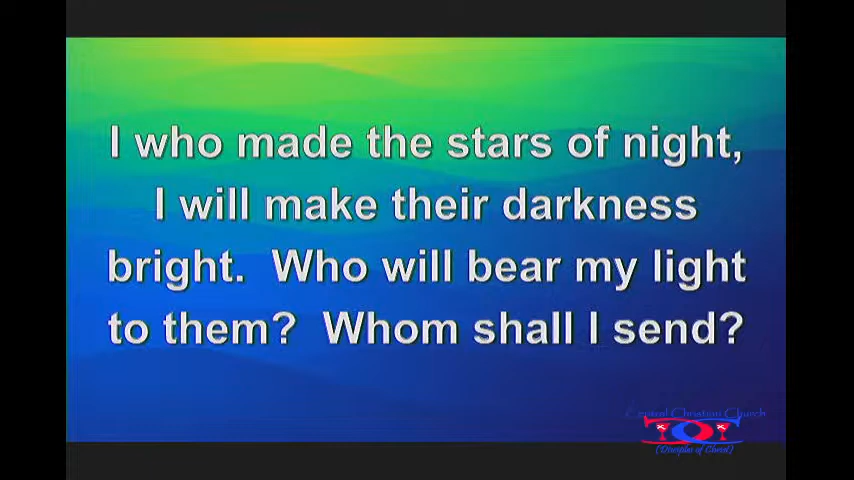 I who made the stars of night,
I will make their darkness
bright.  Who will bear my light
to them?  Whom shall I send?
Central Christian Church
(Disciples of Christ)